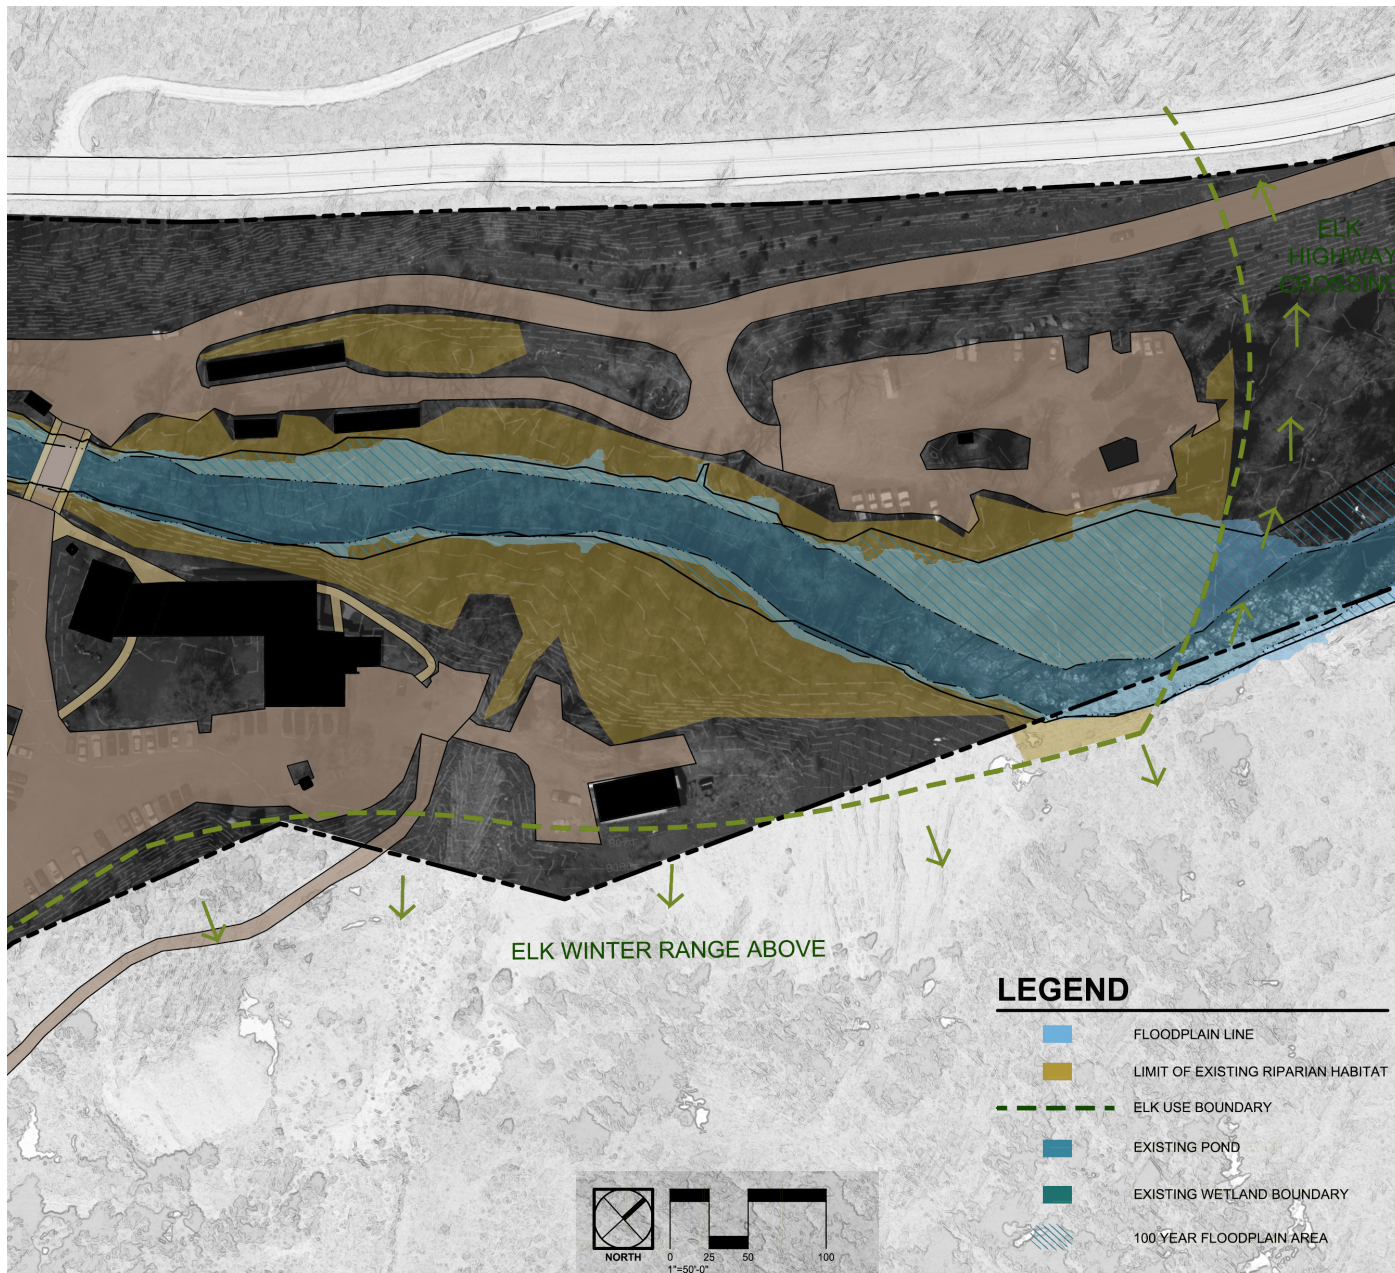 ELK
HIGHWAY
CROSSING
ELK WINTER RANGE ABOVE
LEGEND
FLOODPLAIN LINE
LIMIT OF EXISTING RIPARIAN HABITAT
ELK USE BOUNDARY
EXISTING POND
EXISTING WETLAND BOUNDARY
100 YEAR FLOODPLAIN AREA
NORTH
0 25 50 100
1"=50'-0"